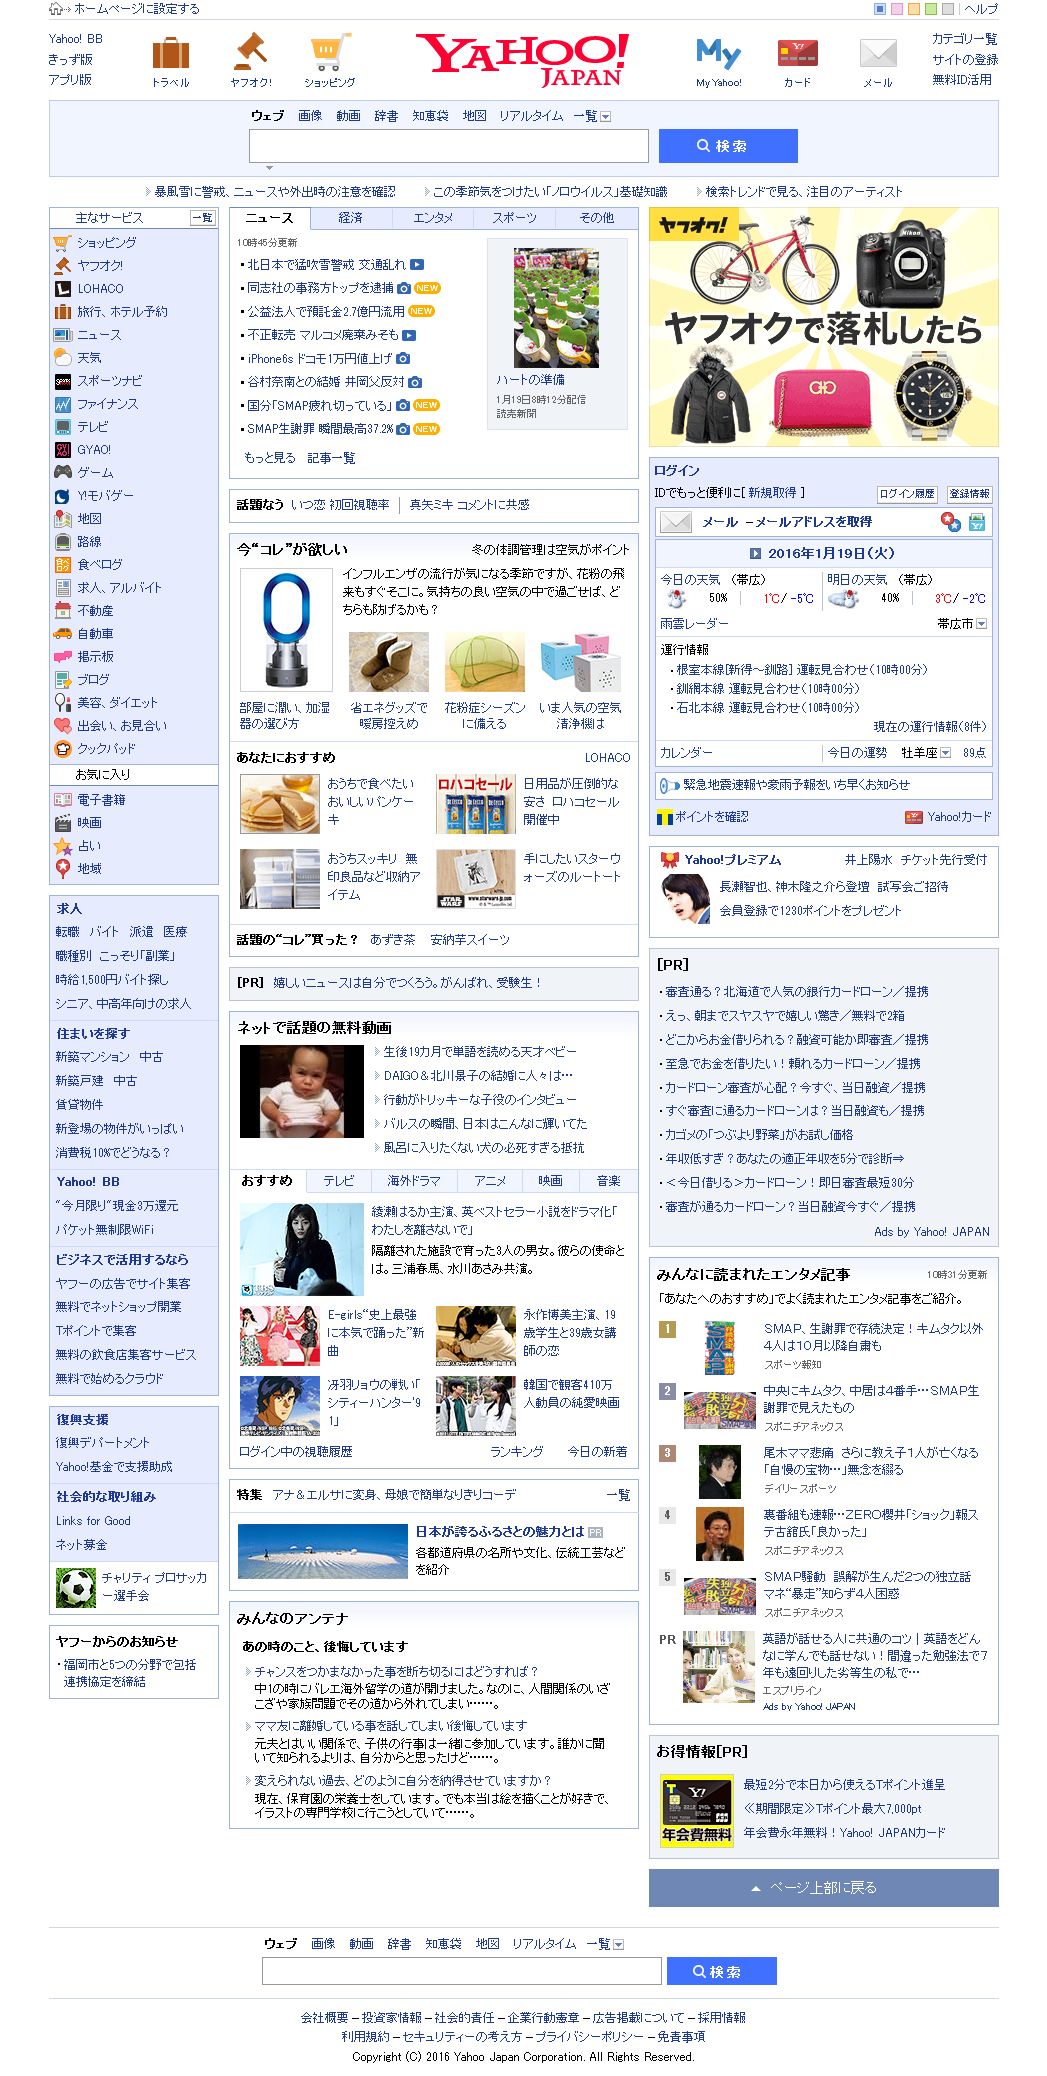 ホームページに設定する
ヘルプ
Yahoo! BB
きっず版
アプリ版
トラベル
ヤフオク!
ショッピング
YAHOO!
JAPAN
My
My Yahoo!
カード
メール
カテゴリ一覧
サイトの登録
無料ID活用
ウェブ 画像 動画 辞書 知恵袋 地図 リアルタイム 一覧
検索
暴風雪に警戒、ニュースや外出時の注意を確認 この季節気をつけたい「ノロウイルス」基礎知識 検索トレンドで見る、注目のアーティスト
主なサービス 一覧
ショッピング
ヤフオク!
LOHACO
旅行、ホテル予約
ニュース
天気
スポーツナビ
ファイナンス
テレビ
GYAO!
ゲーム
Y!モバゲー
地図
路線
食べログ
求人、アルバイト
不動産
自動車
掲示板
ブログ
美容、ダイエット
出会い、お見合い
クックパッド
お気に入り
電子書籍
映画
占い
地域
求人
転職 バイト 派遣 医療
職種別 こっそり「副業」
時給1,500円バイト探し
シニア、中高年向けの求人
住まいを探す
新築マンション 中古
新築戸建 中古
賃貸物件
新登場の物件がいっぱい
消費税10%でどうなる?
Yahoo! BB
“今月限り”現金3万還元
パケット無制限WiFi
ビジネスで活用するなら
ヤフーの広告でサイト集客
無料でネットショップ開業
Tポイントで集客
無料の飲食店集客サービス
無料で始めるクラウド
復興支援
復興デパートメント
Yahoo!基金で支援助成
社会的な取り組み
Links for Good
ネット募金
チャリティ プロサッカ
ー選手会
ヤフーからのお知らせ
・福岡市と5つの分野で包括
連携協定を締結
ニュース 経済 エンタメ スポーツ その他
10時45分更新
・北日本で猛吹雪警戒 交通乱れ
・同志社の事務方トップを逮捕 NEW
・公益法人で預託金2.7億円流用 NEW
・不正転売 マルコメ廃棄みそも
・iPhone6s ドコモ1万円値上げ
・谷村奈南との結婚 井岡父反対
・国分「SMAP疲れ切っている」 NEW
・SMAP生謝罪 瞬間最高37.2% NEW
もっと見る 記事一覧
ハートの準備
1月19日8時12分配信
読売新聞
話題なう いつ恋 初回視聴率 真矢ミキ コメントに共感
今“コレ”が欲しい 冬の体調管理は空気がポイント
インフルエンザの流行が気になる季節ですが、花粉の飛
来もすぐそこに。気持ちの良い空の中で過ごせば、ど
ちらも防げるかも?
部屋に潤い、加湿
器の選び方
省エネグッズで
暖房控えめ
花粉症シーズン
に備える
いま人気の空気
清浄機は
あなたにおすすめ LOHACO
おうちで食べたい
おいしいパンケー
キ
ロハコセール
日用品が圧倒的な
安さ ロハコセール
開催中
おうちスッキリ 無
印良品など収納ア
イテム
STAR WARS
www.starwars.jp.com
手にしたいスターウ
ォーズのルートート
話題の“コレ”買った? あずき茶 安納芋スイーツ
[PR] 嬉しいニュースは自分でつくろう。がんばれ、受験生!
ネットで話題の無料動画
生後19カ月で単語を読める天才ベビー
DAIGO&北川景子の結婚に人々は…
行動がトリッキーな子役のインタビュー
バルスの瞬間、日本はこんなに輝いてた
風呂に入りたくない犬の必死すぎる抵抗
おすすめ テレビ 海外ドラマ アニメ 映画 音楽
綾瀬はるか主演、英ベストセラー小説をドラマ化「
わたしを離さないで」
隔離された施設で育った3人の男女。彼らの使命と
は。三浦春馬、水川あさみ共演。
TBS
E-girls“史上最強
に本気で踊った”新
曲
永作博美主演、19
歳学生と39歳女講
師の恋
冴羽リョウの戦い「
シティーハンター'9
1」
韓国で観客410万
人動員の純愛映画
ログイン中の視聴履歴 ランキング 今日の新着
特集 アナ&エルサに変身、母娘で簡単なりきりコーデ 一覧
日本が誇るふるさとの魅力とは PR
各都道府県の名所や文化、伝統工芸など
を紹介
みんなのアンテナ
あの時のこと、後悔しています
チャンスをつかまなかった事を断ち切るにはどうすれば?
中1の時にバレエ海外留学の道が開けました。なのに、人間関係のいざ
こざや家族問題でその道から外れてしまい……。
ママ友に離婚している事を話してしまい後悔しています
元夫とはいい関係で、子供の行事は一緒に参加しています。誰かに聞
いて知られるよりは、自分からと思ったけど……。
変えられない過去、どのように自分を納得させていますか?
現在、保育園の栄養士をしています。でも本当は絵を描くことが好きで、
イラストの専門学校に行こうとしていて……。
ヤフオク!
Nikon
ヤフオクで落札したら
ログイン
IDでもっと便利に[ 新規取得 ] ログイン履歴 登録情報
メール - メールアドレスを取得
2016年1月19日(火)
今日の天気 (帯広) 明日の天気 (帯広)
50% 1℃/-5℃ 40% 3℃/-2℃
雨雲レーダー 帯広市
運行情報
・根室本線[新得~釧路] 運転見合わせ(10時00分)
・釧網本線 運転見合わせ(10時00分)
・石北本線 運転見合わせ(10時00分)
現在の運行情報(8件)
カレンダー 今日の運勢 牡羊座 89点
緊急地震速報や豪雨予報をいち早くお知らせ
ポイントを確認 Yahoo!カード
Yahoo!プレミアム 井上陽水 チケット先行受付
長瀬智也、神木隆之介ら登壇 試写会ご招待
会員登録で1230ポイントをプレゼント
[PR]
・審査通る?北海道で人気の銀行カードローン/提携
・えっ、朝までスヤスヤで嬉しい驚き/無料で2箱
・どこからお金借りられる?融資可能か即審査/提携
・至急でお金を借りたい!頼れるカードローン/提携
・カードローン審査が心配?今すぐ、当日融資/提携
・すぐ審査に通るカードローンは?当日融資も/提携
・カゴメの「つぶより野菜」がお試し価格
・年収低すぎ?あなたの適正年収を5分で診断⇒
・<今日借りる>カードローン!即日審査最短30分
・審査が通るカードローン?当日融資今すぐ/提携
Ads by Yahoo! JAPAN
みんなに読まれたエンタメ記事 10時31分更新
「あなたへのおすすめ」でよく読まれたエンタメ記事をご紹介。
1
SMAP、生謝罪で存続決定!キムタク以外
4人は10月以降自粛も
スポーツ報知
2
中央にキムタク、中居は4番手…SMAP生
謝罪で見えたもの
スポニチアネックス
3
尾木ママ悲痛 さらに教え子1人が亡くなる
「自慢の宝物…」無念を綴る
デイリースポーツ
4
裏番組も速報…ZERO櫻井「ショック」報ス
テ古舘氏「良かった」
スポニチアネックス
5
SMAP騒動 誤解が生んだ2つの独立話
マネ“暴走”知らず4人困惑
スポニチアネックス
PR
英語が話せる人に共通のコツ|英語をどん
なに学んでも話せない!間違った勉強法で7
年も遠回りした劣等生の私で…
エスプリライン
Ads by Yahoo! JAPAN
お得情報[PR]
年会費無料
最短2分で本日から使えるTポイント進呈
≪期間限定≫Tポイント最大7,000pt
年会費永年無料!Yahoo! JAPANカード
ページ上部に戻る
ウェブ 画像 動画 辞書 知恵袋 地図 リアルタイム 一覧
検索
会社概要 - 投資家情報 - 社会的責任 - 企業行動憲章 - 広告掲載について - 採用情報
利用規約 - セキュリティーの考え方 - プライバシーポリシー - 免責事項
Copyright (C) 2016 Yahoo Japan Corporation. All Rights Reserved.